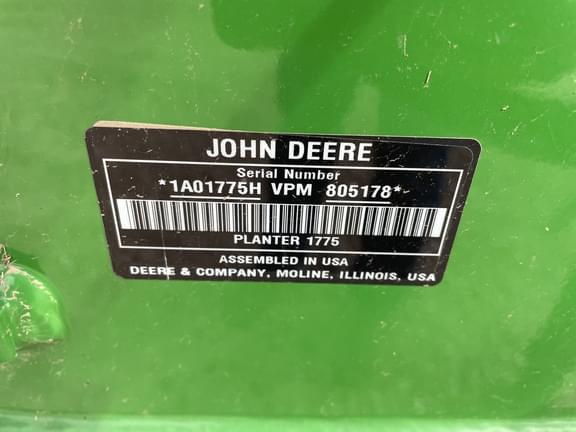 JOHN DEERE
Serial Number
*1A01775H VPM 805178*
PLANTER 1775
ASSEMBLED IN USA
DEERE & COMPANY, MOLINE, ILLINOIS, USA